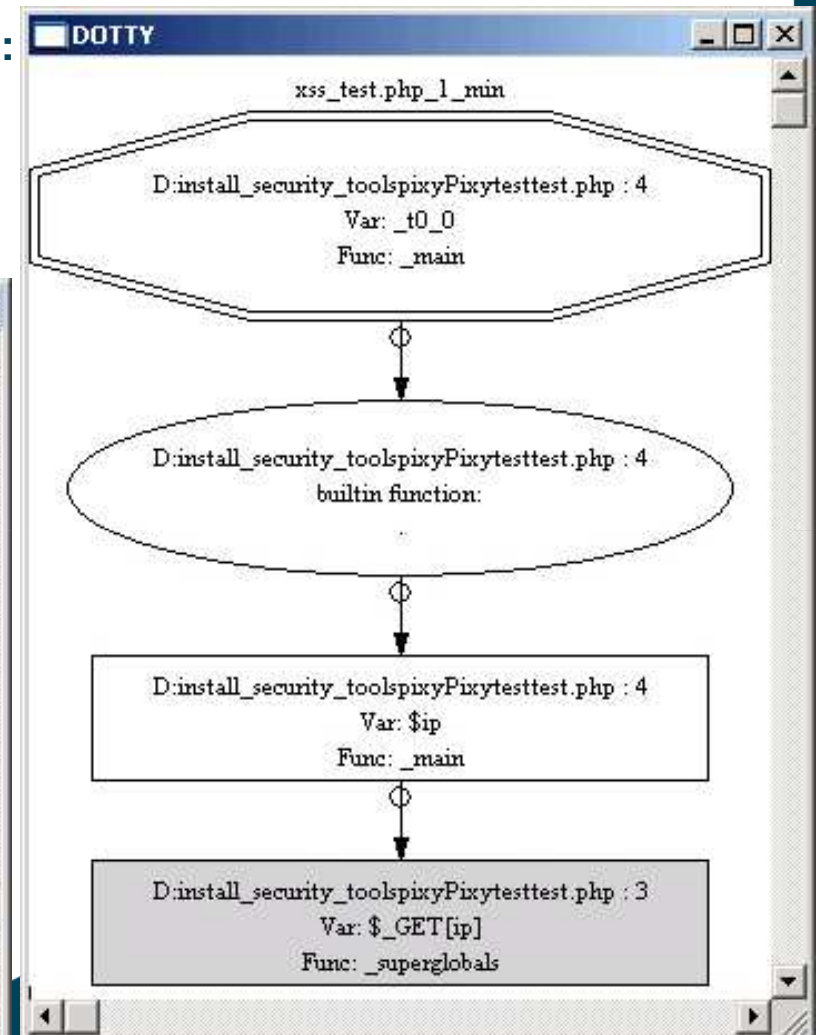 :
DOTTY
xss_test.php_1_min
D:install_security_toolspixyPixytesttest.php : 4
Var: _t0_0
Func: _main
D:install_security_toolspixyPixytesttest.php : 4
builtin function:
.
D:install_security_toolspixyPixytesttest.php : 4
Var: $ip
Func: _main
D:install_security_toolspixyPixytesttest.php : 3
Var: $_GET[ip]
Func: _superglobals